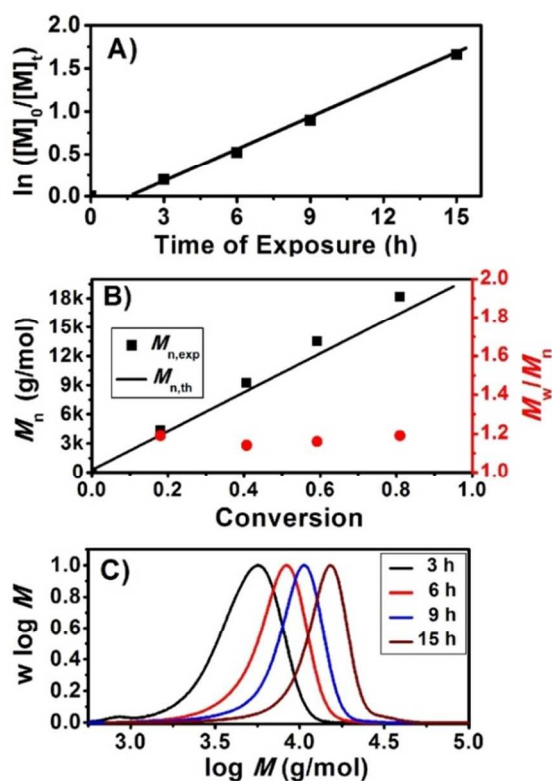 A)
ln ([M]0/[M]t)
2.0
1.5
1.0
0.5
0.0
0 3 6 9 12 15
Time of Exposure (h)
B)
Mn (g/mol)
18k
15k
12k
9k
6k
3k
0
Mn,exp
Mn,th
2.0
1.8
1.6
1.4
1.2
1.0
Mw/Mn
0.0 0.2 0.4 0.6 0.8 1.0
Conversion
C)
w log M
1.0
0.8
0.6
0.4
0.2
0.0
3 h
6 h
9 h
15 h
3.0 3.5 4.0 4.5 5.0
log M (g/mol)